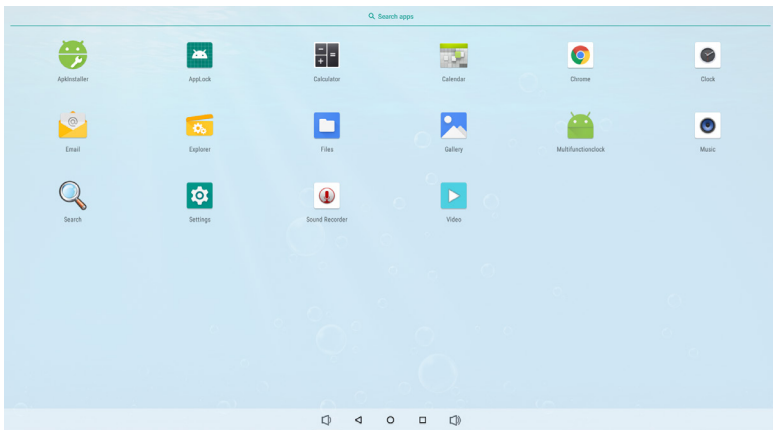 Search apps
ApkInstaller
AppLock
Calculator
Calendar
Chrome
Clock
Email
Explorer
Files
Gallery
Multifunctionclock
Music
Search
Settings
Sound Recorder
Video